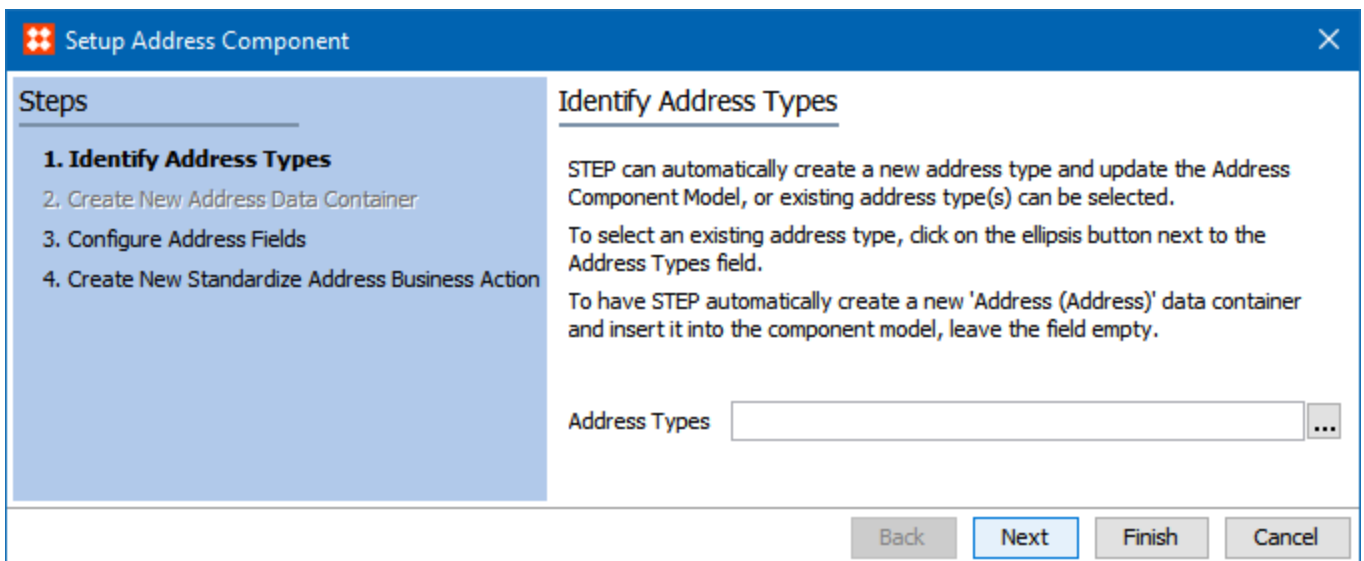 Setup Address Component
Steps
1. Identify Address Types
2. Create New Address Data Container
3. Configure Address Fields
4. Create New Standardize Address Business Action
Identify Address Types
STEP can automatically create a new address type and update the Address
Component Model, or existing address type(s) can be selected.
To select an existing address type, click on the ellipsis button next to the
Address Types field.
To have STEP automatically create a new 'Address (Address)' data container
and insert it into the component model, leave the field empty.
Address Types
...
Back Next Finish Cancel